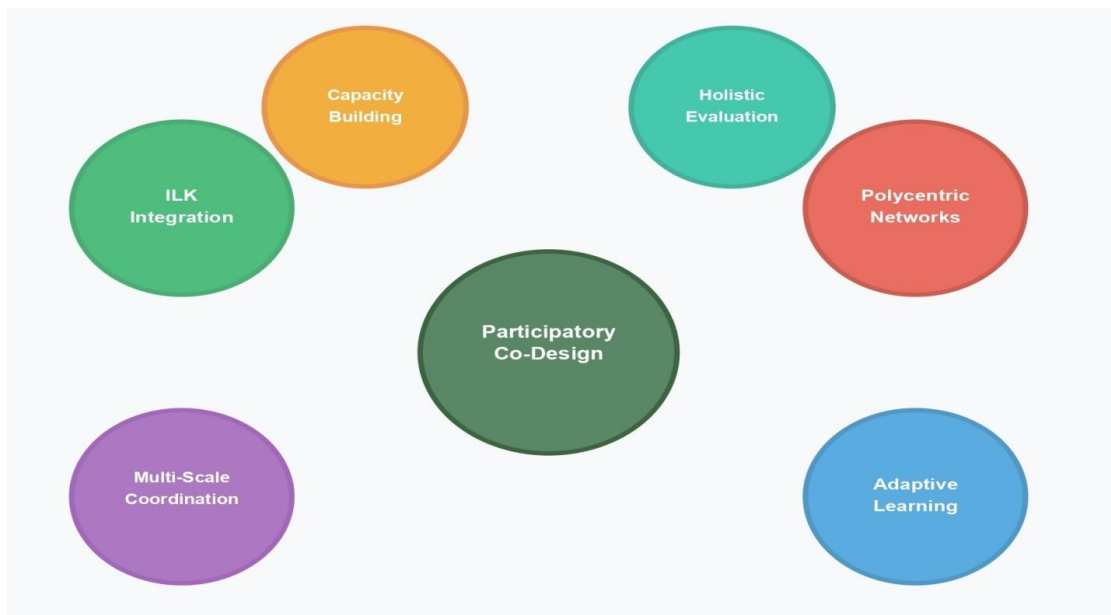 Capacity
Building
Holistic
Evaluation
ILK
Integration
Polycentric
Networks
Participatory
Co-Design
Multi-Scale
Coordination
Adaptive
Learning